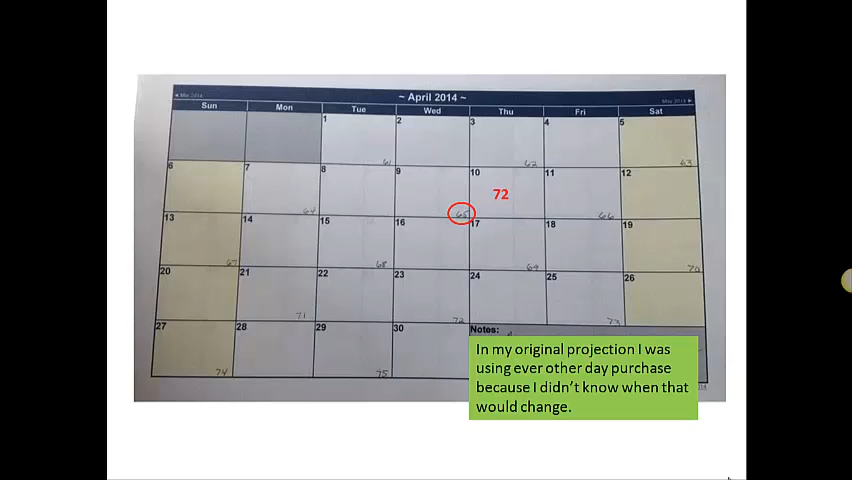 ~ April 2014 ~
Sun Mon Tue Wed Thu Fri Sat
1 2 3 4 5
61 62 63
6 7 8 9 10 11 12
72
64 65 66
13 14 15 16 17 18 19
67 68 69 70
20 21 22 23 24 25 26
71 72 73
27 28 29 30 Notes:
74 75
In my original projection I was
using ever other day purchase
because I didn't know when that
would change.